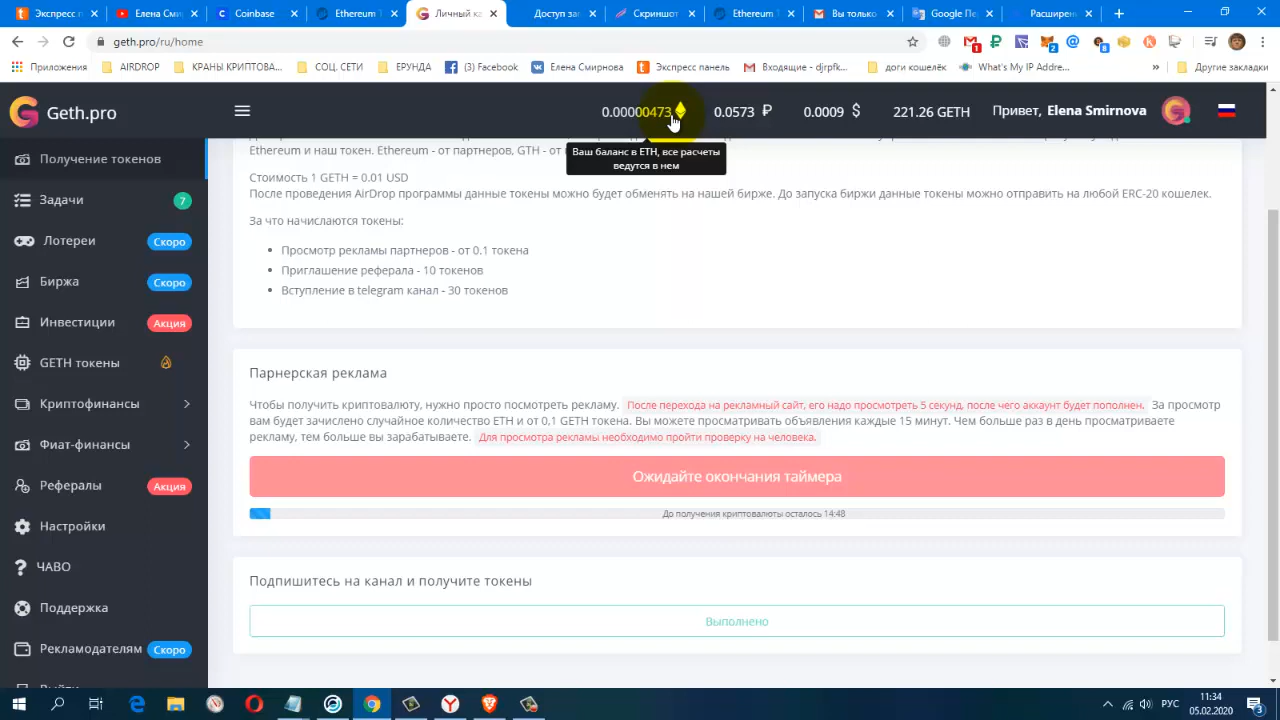 Елена Сми
Coinbase
Ethereum T
Личный ка
Доступ за
Скриншот
Ethereum T
Вы только
Google Пе
Расширен
geth.pro/ru/home
Приложения
AIRDROP
КРАНЫ КРИПТОВА...
СОЦ. СЕТИ
ЕРУНДА
Facebook
Елена Смирнова
Экспресс панель
Входящие - djrpfk...
доги кошелёк
What's My IP Addre...
»
Другие закладки
Geth.pro
0.00000473
0.0573 ₽
0.0009 $
221.26 GETH
Привет, Elena Smirnova
Ваш баланс в ETH, все расчеты
ведутся в нем
Получение токенов
Задачи 7
Лотереи Скоро
Биржа Скоро
Инвестиции Акция
GETH токены
Криптофинансы
Фиат-финансы
Рефералы Акция
Настройки
ЧАВО
Поддержка
Рекламодателям Скоро
Ethereum и наш токен. Ethereum - от партнеров, GTH - от
Стоимость 1 GETH = 0.01 USD
После проведения AirDrop программы данные токены можно будет обменять на нашей бирже. До запуска биржи данные токены можно отправить на любой ERC-20 кошелек.
За что начислаются токены:
Просмотр рекламы партнеров - от 0.1 токена
Приглашение реферала - 10 токенов
Вступление в telegram канал - 30 токенов
Парнерская реклама
Чтобы получить криптовалюту, нужно просто посмотреть рекламу. После перехода на рекламный сайт, его надо просмотреть 5 секунд, после чего аккаунт будет пополнен. За просмотр
вам будет зачислено случайное количество ETH и от 0,1 GETH токена. Вы можете просматривать объявления каждые 15 минут. Чем больше раз в день просматриваете
рекламу, тем больше вы зарабатываете. Для просмотра рекламы необходимо пройти проверку на человека.
Ожидайте окончания таймера
До получения криптовалюты осталось 14:48
Подпишитесь на канал и получите токены
Выполнено
РУС
11:34
05.02.2020